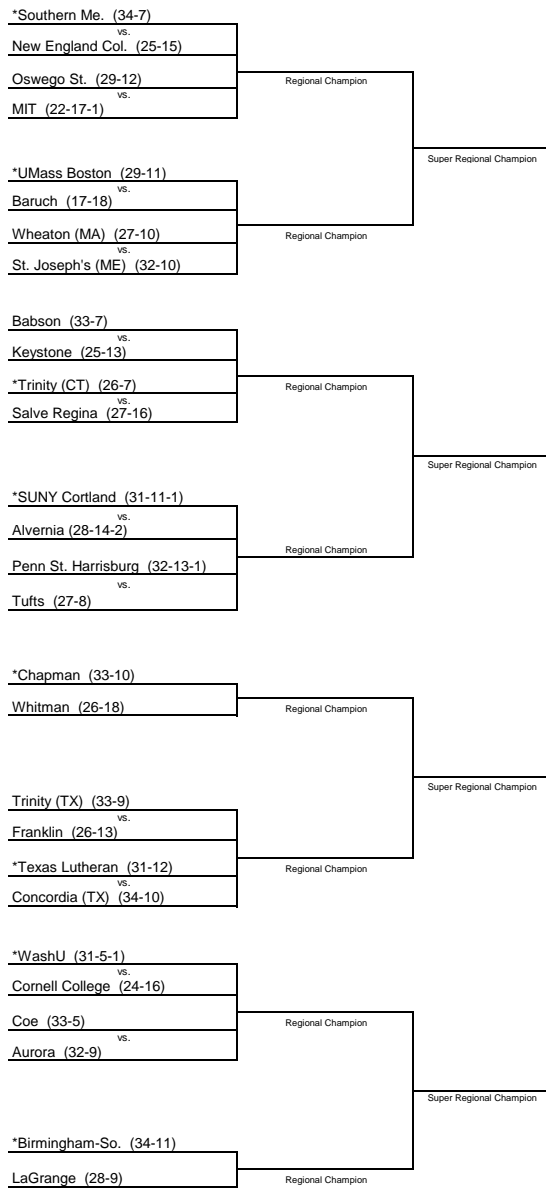 *Southern Me. (34-7)
vs.
New England Col. (25-15)
Oswego St. (29-12)
vs.
MIT (22-17-1)
Regional Champion
Super Regional Champion
*UMass Boston (29-11)
vs.
Baruch (17-18)
Wheaton (MA) (27-10)
vs.
St. Joseph's (ME) (32-10)
Regional Champion
Babson (33-7)
vs.
Keystone (25-13)
*Trinity (CT) (26-7)
vs.
Salve Regina (27-16)
Regional Champion
Super Regional Champion
*SUNY Cortland (31-11-1)
vs.
Alvernia (28-14-2)
Penn St. Harrisburg (32-13-1)
vs.
Tufts (27-8)
Regional Champion
*Chapman (33-10)
Whitman (26-18)
Regional Champion
Super Regional Champion
Trinity (TX) (33-9)
vs.
Franklin (26-13)
*Texas Lutheran (31-12)
vs.
Concordia (TX) (34-10)
Regional Champion
*WashU (31-5-1)
vs.
Cornell College (24-16)
Coe (33-5)
vs.
Aurora (32-9)
Regional Champion
Super Regional Champion
*Birmingham-So. (34-11)
LaGrange (28-9)
Regional Champion